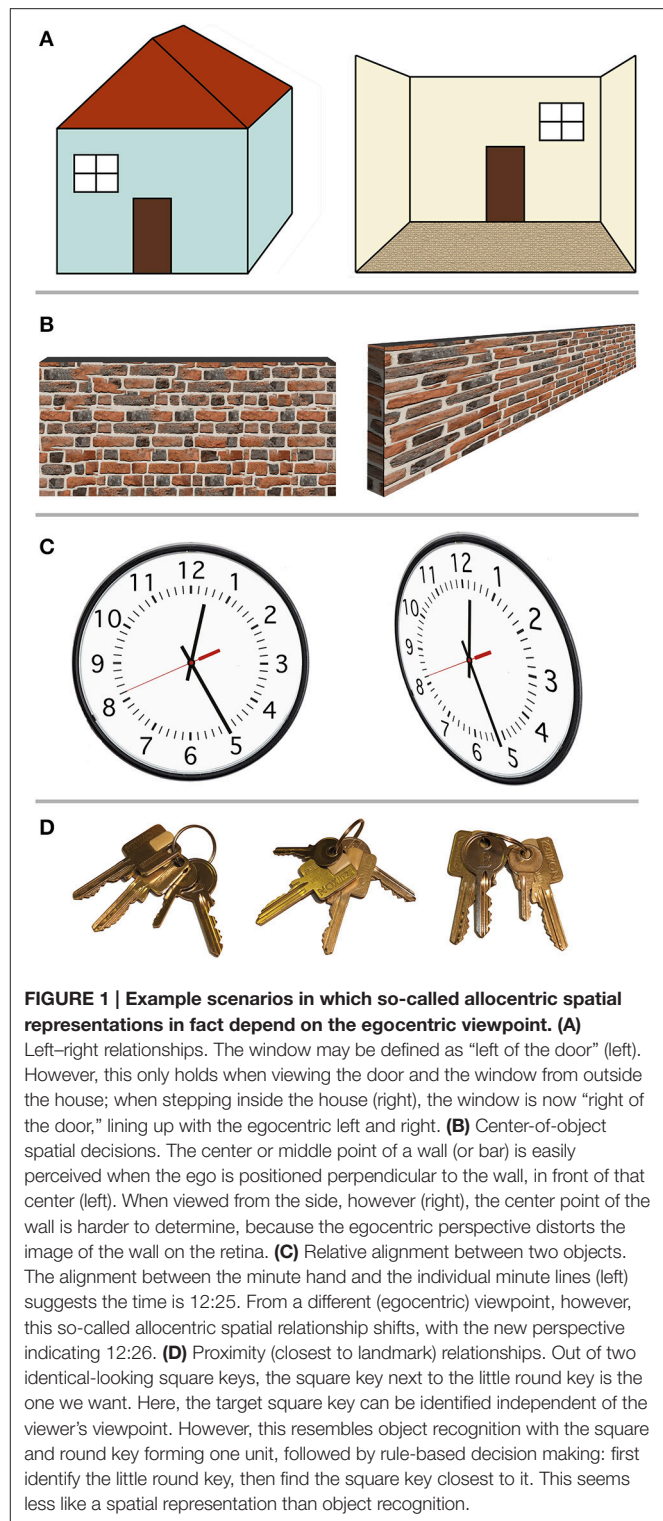 A
B
C
12
11
1
10
2
9
3
8
4
7
5
6
12
11
1
10
2
9
3
8
4
7
5
6
D
FIGURE 1 | Example scenarios in which so-called allocentric spatial
representations in fact depend on the egocentric viewpoint. (A)
Left–right relationships. The window may be defined as “left of the door” (left).
However, this only holds when viewing the door and the window from outside
the house; when stepping inside the house (right), the window is now “right of
the door,” lining up with the egocentric left and right. (B) Center-of-object
spatial decisions. The center or middle point of a wall (or bar) is easily
perceived when the ego is positioned perpendicular to the wall, in front of that
center (left). When viewed from the side, however (right), the center point of the
wall is harder to determine, because the egocentric perspective distorts the
image of the wall on the retina. (C) Relative alignment between two objects.
The alignment between the minute hand and the individual minute lines (left)
suggests the time is 12:25. From a different (egocentric) viewpoint, however,
this so-called allocentric spatial relationship shifts, with the new perspective
indicating 12:26. (D) Proximity (closest to landmark) relationships. Out of two
identical-looking square keys, the square key next to the little round key is the
one we want. Here, the target square key can be identified independent of the
viewer’s viewpoint. However, this resembles object recognition with the square
and round key forming one unit, followed by rule-based decision making: first
identify the little round key, then find the square key closest to it. This seems
less like a spatial representation than object recognition.